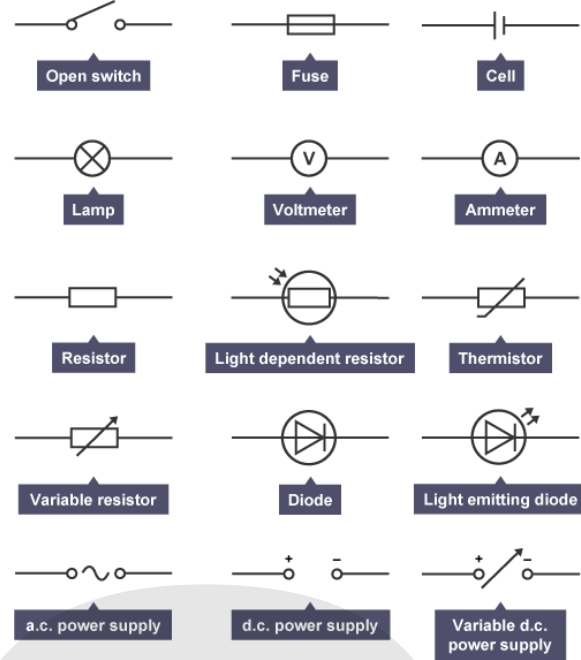 Open switch
Fuse
Cell
V
A
Lamp
Voltmeter
Ammeter
Resistor
Light dependent resistor
Thermistor
Variable resistor
Diode
Light emitting diode
+ −
+ −
a.c. power supply
d.c. power supply
Variable d.c.
power supply